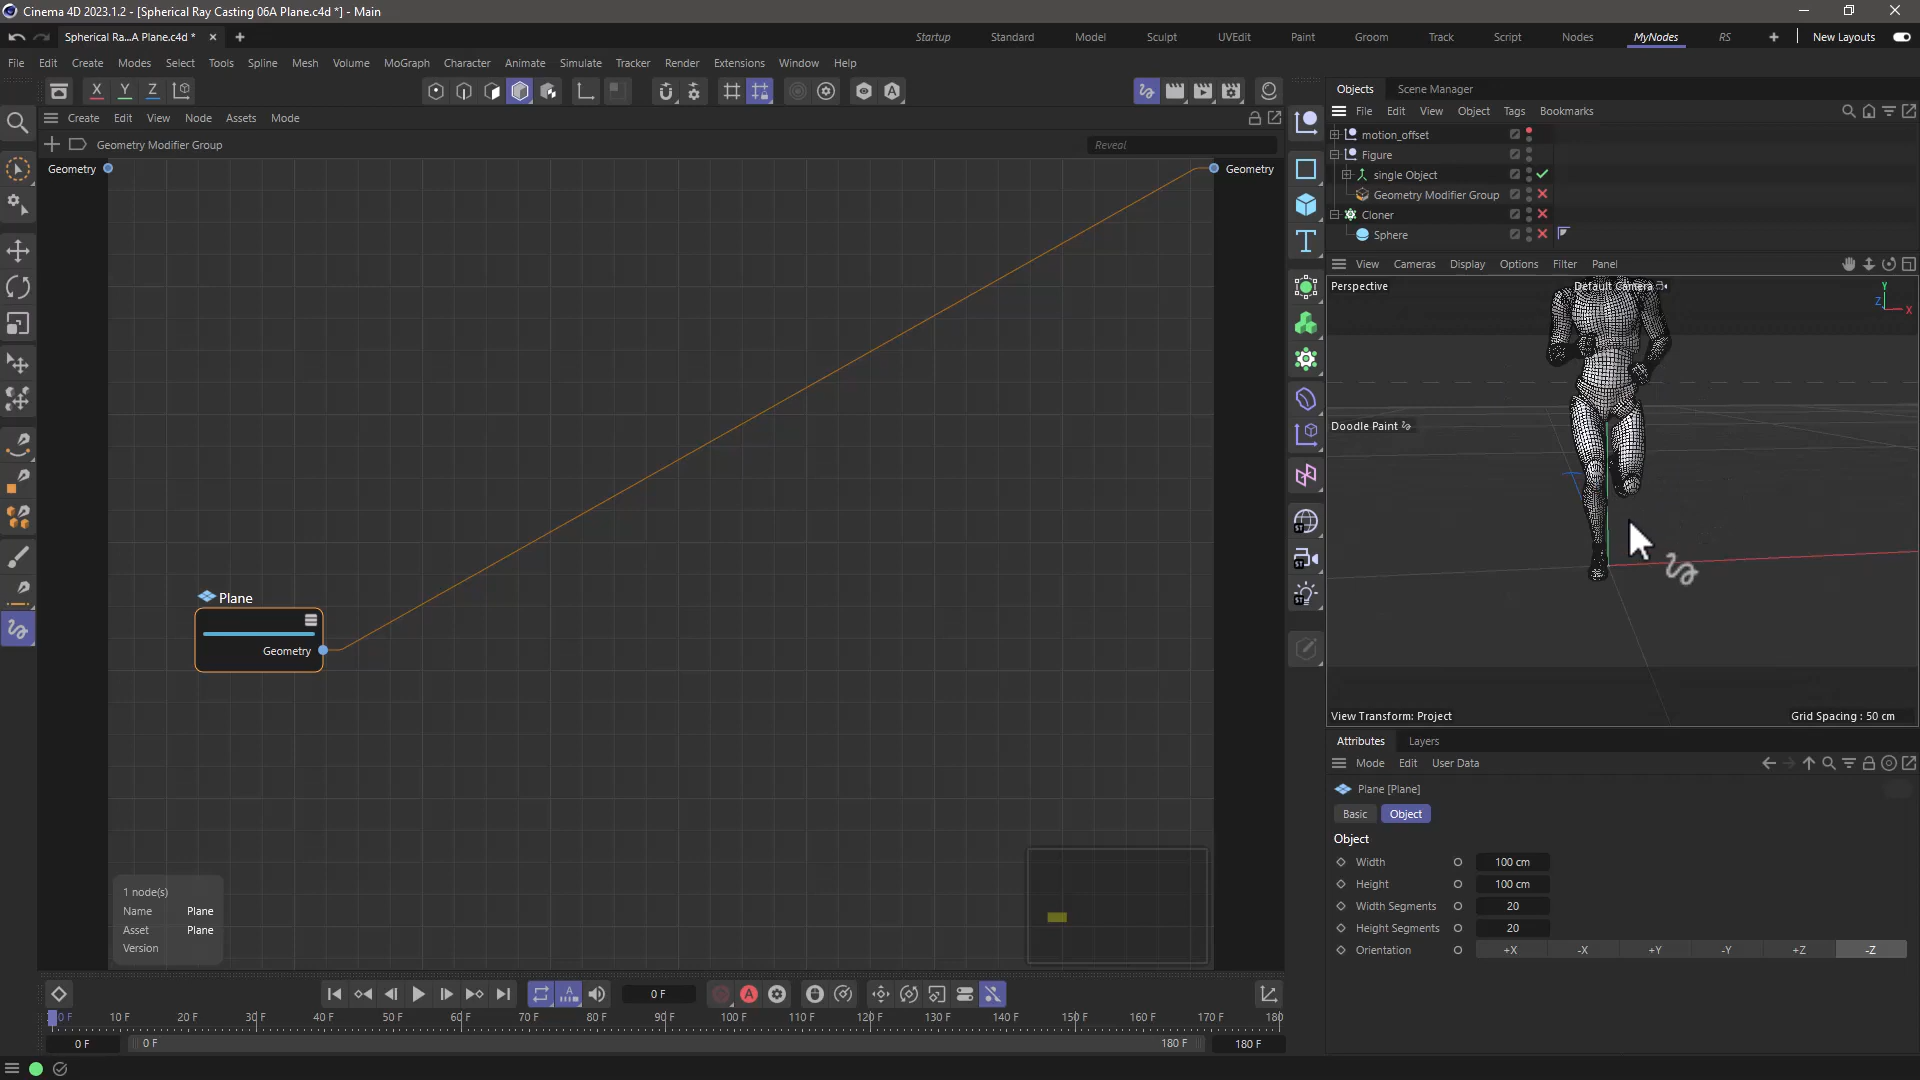 Cinema 4D 2023.1.2 - [Spherical Ray Casting 06A Plane.c4d *] - Main
Spherical Ra...A Plane.c4d *
Startup Standard Model Sculpt UVEdit Paint Groom Track Script Nodes MyNodes RS New Layouts
File Edit Create Modes Select Tools Spline Mesh Volume MoGraph Character Animate Simulate Tracker Render Extensions Window Help
X Y Z
Create Edit View Node Assets Mode
Geometry Modifier Group
Reveal
Geometry
Geometry
Plane
Geometry
1 node(s)
Name Plane
Asset Plane
Version
Objects Scene Manager
File Edit View Object Tags Bookmarks
motion_offset
Figure
single Object
Geometry Modifier Group
Cloner
Sphere
View Cameras Display Options Filter Panel
Perspective
Default Camera
Y
Z
X
Doodle Paint
View Transform: Project
Grid Spacing : 50 cm
Attributes Layers
Mode Edit User Data
Plane [Plane]
Basic Object
Object
Width 100 cm
Height 100 cm
Width Segments 20
Height Segments 20
Orientation +X -X +Y -Y +Z -Z
0 F
0 F 10 F 20 F 30 F 40 F 50 F 60 F 70 F 80 F 90 F 100 F 110 F 120 F 130 F 140 F 150 F 160 F 170 F 180
0 F 0 F 180 F 180 F